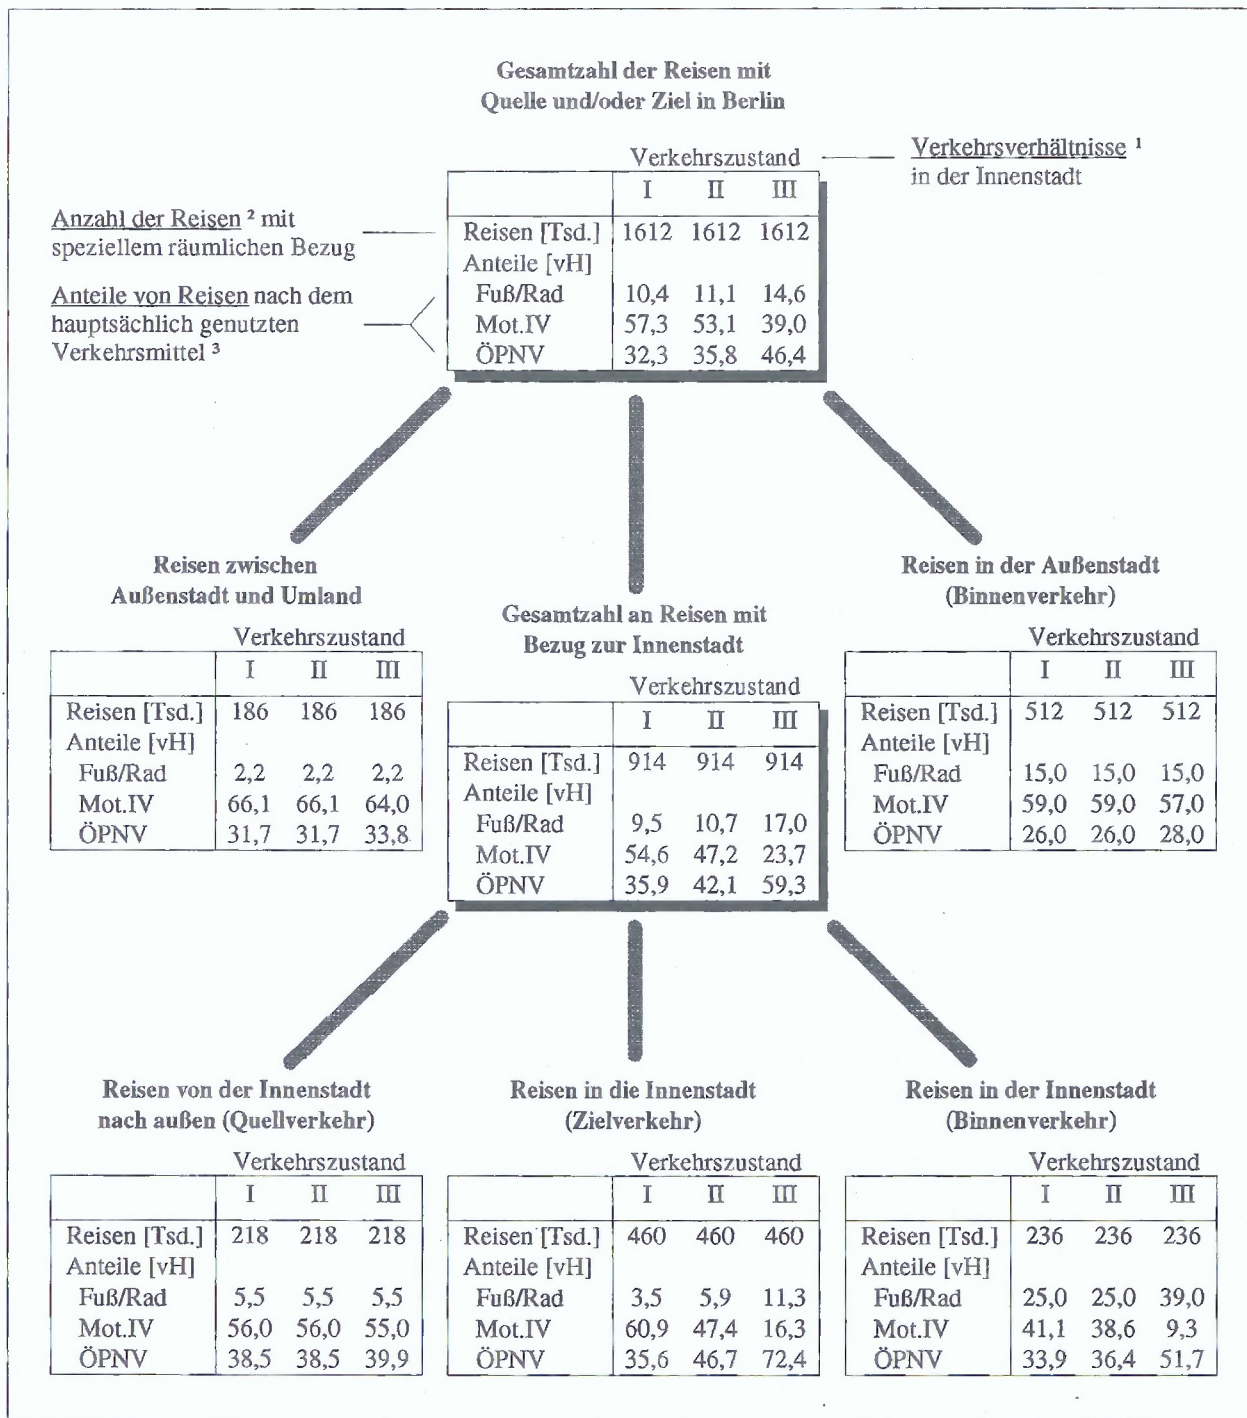 Gesamtzahl der Reisen mit
Quelle und/oder Ziel in Berlin
Verkehrszustand
Verkehrsverhältnisse ¹
in der Innenstadt
Anzahl der Reisen ² mit
speziellem räumlichen Bezug
Anteile von Reisen nach dem
hauptsächlich genutzten
Verkehrsmittel ³
I II III
Reisen [Tsd.] 1612 1612 1612
Anteile [vH]
Fuß/Rad 10,4 11,1 14,6
Mot.IV 57,3 53,1 39,0
ÖPNV 32,3 35,8 46,4
Reisen zwischen
Außenstadt und Umland
Verkehrszustand
I II III
Reisen [Tsd.] 186 186 186
Anteile [vH]
Fuß/Rad 2,2 2,2 2,2
Mot.IV 66,1 66,1 64,0
ÖPNV 31,7 31,7 33,8
Gesamtzahl an Reisen mit
Bezug zur Innenstadt
Verkehrszustand
I II III
Reisen [Tsd.] 914 914 914
Anteile [vH]
Fuß/Rad 9,5 10,7 17,0
Mot.IV 54,6 47,2 23,7
ÖPNV 35,9 42,1 59,3
Reisen in der Außenstadt
(Binnenverkehr)
Verkehrszustand
I II III
Reisen [Tsd.] 512 512 512
Anteile [vH]
Fuß/Rad 15,0 15,0 15,0
Mot.IV 59,0 59,0 57,0
ÖPNV 26,0 26,0 28,0
Reisen von der Innenstadt
nach außen (Quellverkehr)
Verkehrszustand
I II III
Reisen [Tsd.] 218 218 218
Anteile [vH]
Fuß/Rad 5,5 5,5 5,5
Mot.IV 56,0 56,0 55,0
ÖPNV 38,5 38,5 39,9
Reisen in die Innenstadt
(Zielverkehr)
Verkehrszustand
I II III
Reisen [Tsd.] 460 460 460
Anteile [vH]
Fuß/Rad 3,5 5,9 11,3
Mot.IV 60,9 47,4 16,3
ÖPNV 35,6 46,7 72,4
Reisen in der Innenstadt
(Binnenverkehr)
Verkehrszustand
I II III
Reisen [Tsd.] 236 236 236
Anteile [vH]
Fuß/Rad 25,0 25,0 39,0
Mot.IV 41,1 38,6 9,3
ÖPNV 33,9 36,4 51,7